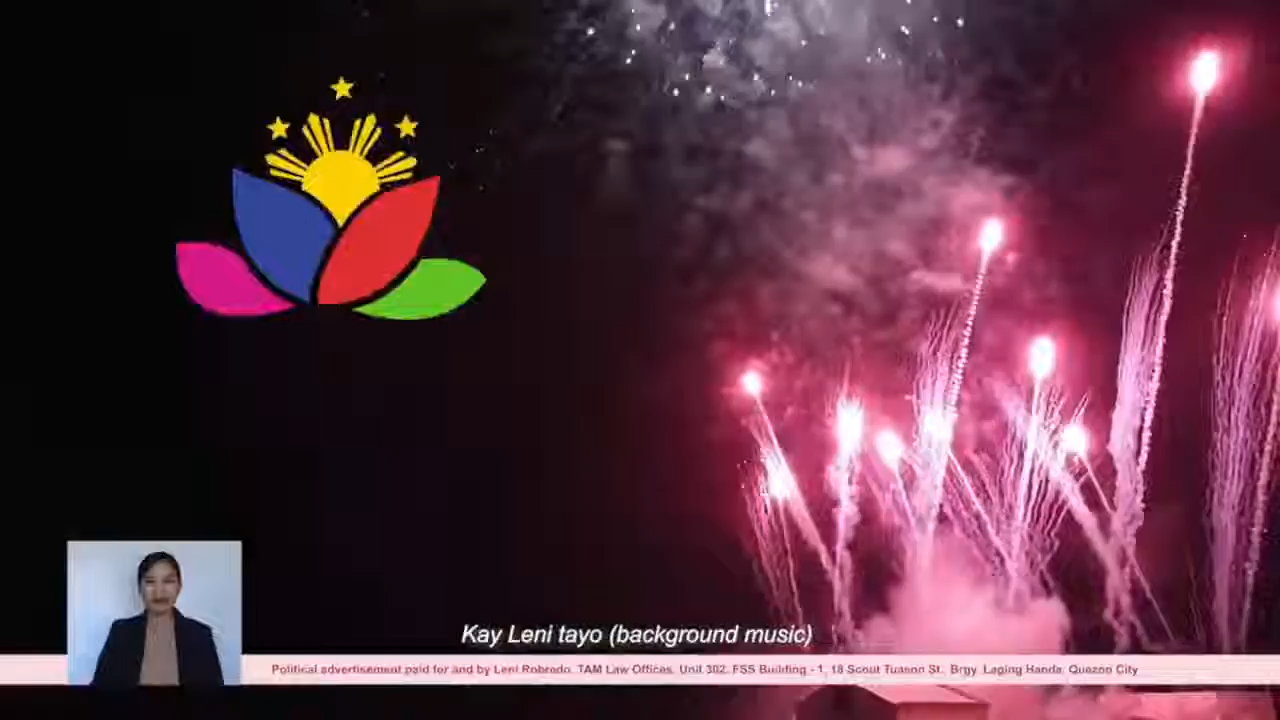 Kay Leni tayo (background music)
Political advertisement paid for and by Leni Robredo. TAM Law Offices, Unit 302, FSS Building - 1, 18 Scout Tuason St., Brgy. Laging Handa, Quezon City